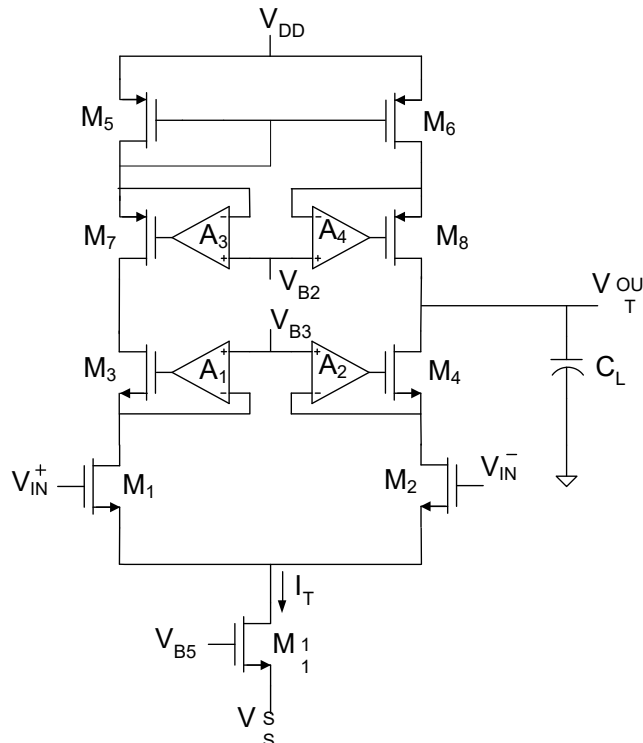 V_DD
M_5
M_6
M_7
- A_3 +
- A_4 +
M_8
V_B2
V_OUT
V_B3
M_3
+ A_1 -
+ A_2 -
M_4
C_L
V_IN^+
M_1
M_2
V_IN^-
I_T
V_B5
M_11
V_SS